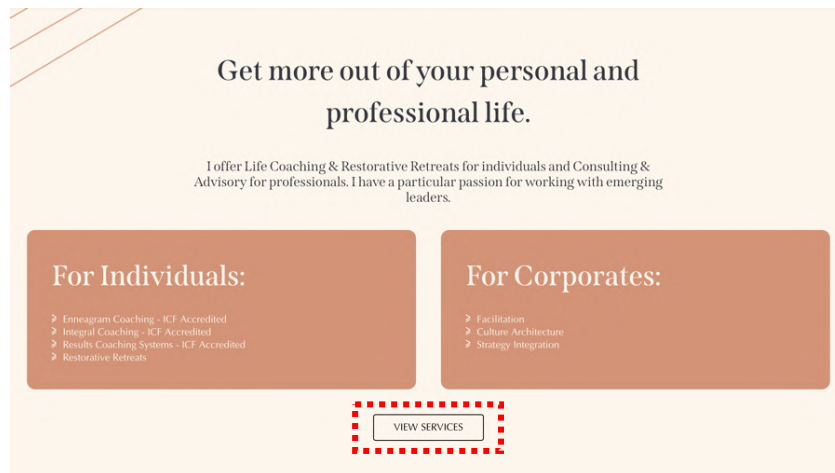 Get more out of your personal and
professional life.
I offer Life Coaching & Restorative Retreats for individuals and Consulting &
Advisory for professionals. I have a particular passion for working with emerging
leaders.
For Individuals:
Enneagram Coaching - ICF Accredited
Integral Coaching - ICF Accredited
Results Coaching Systems - ICF Accredited
Restorative Retreats
For Corporates:
Facilitation
Culture Architecture
Strategy Integration
VIEW SERVICES